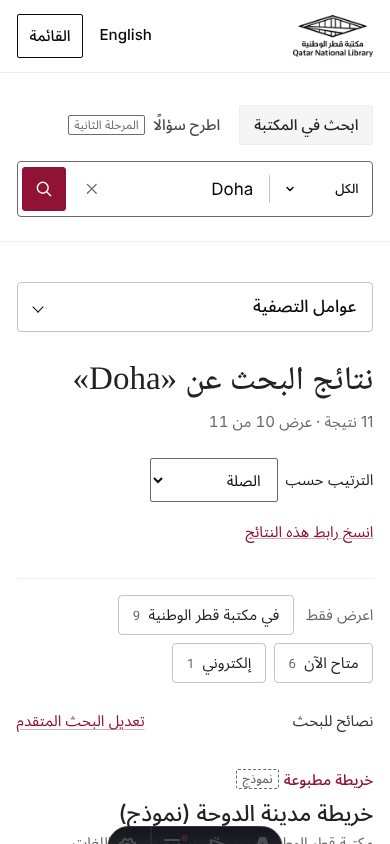 مكتبة قطر الوطنية
Qatar National Library
English
القائمة
ابحث في المكتبة
اطرح سؤالًا
المرحلة الثانية
الكل
Doha
عوامل التصفية
نتائج البحث عن «Doha»
11 نتيجة · عرض 10 من 11
الترتيب حسب
الصلة
انسخ رابط هذه النتائج
اعرض فقط
في مكتبة قطر الوطنية 9
متاح الآن 6
إلكتروني 1
نصائح للبحث
تعديل البحث المتقدم
خريطة مطبوعة
نموذج
خريطة مدينة الدوحة (نموذج)